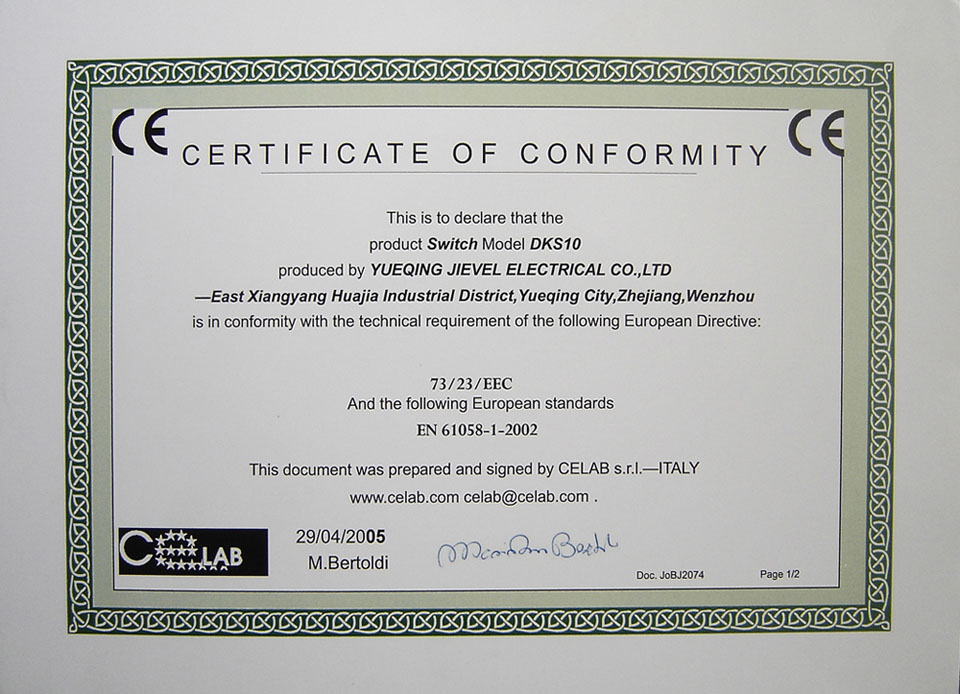 CE CE
CERTIFICATE OF CONFORMITY
This is to declare that the
product Switch Model DKS10
produced by YUEQING JIEVEL ELECTRICAL CO.,LTD
—East Xiangyang Huajia Industrial District,Yueqing City,Zhejiang,Wenzhou
is in conformity with the technical requirement of the following European Directive:
73/23/EEC
And the following European standards
EN 61058-1-2002
This document was prepared and signed by CELAB s.r.l.—ITALY
www.celab.com celab@celab.com .
CELAB
29/04/2005
M.Bertoldi
Doc. JoBJ2074 Page 1/2